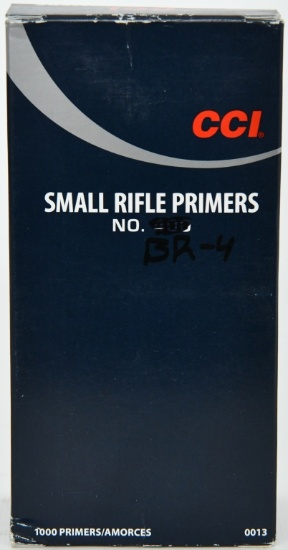 CCI
SMALL RIFLE PRIMERS
NO.
BR-4
1000 PRIMERS/AMORCES 0013